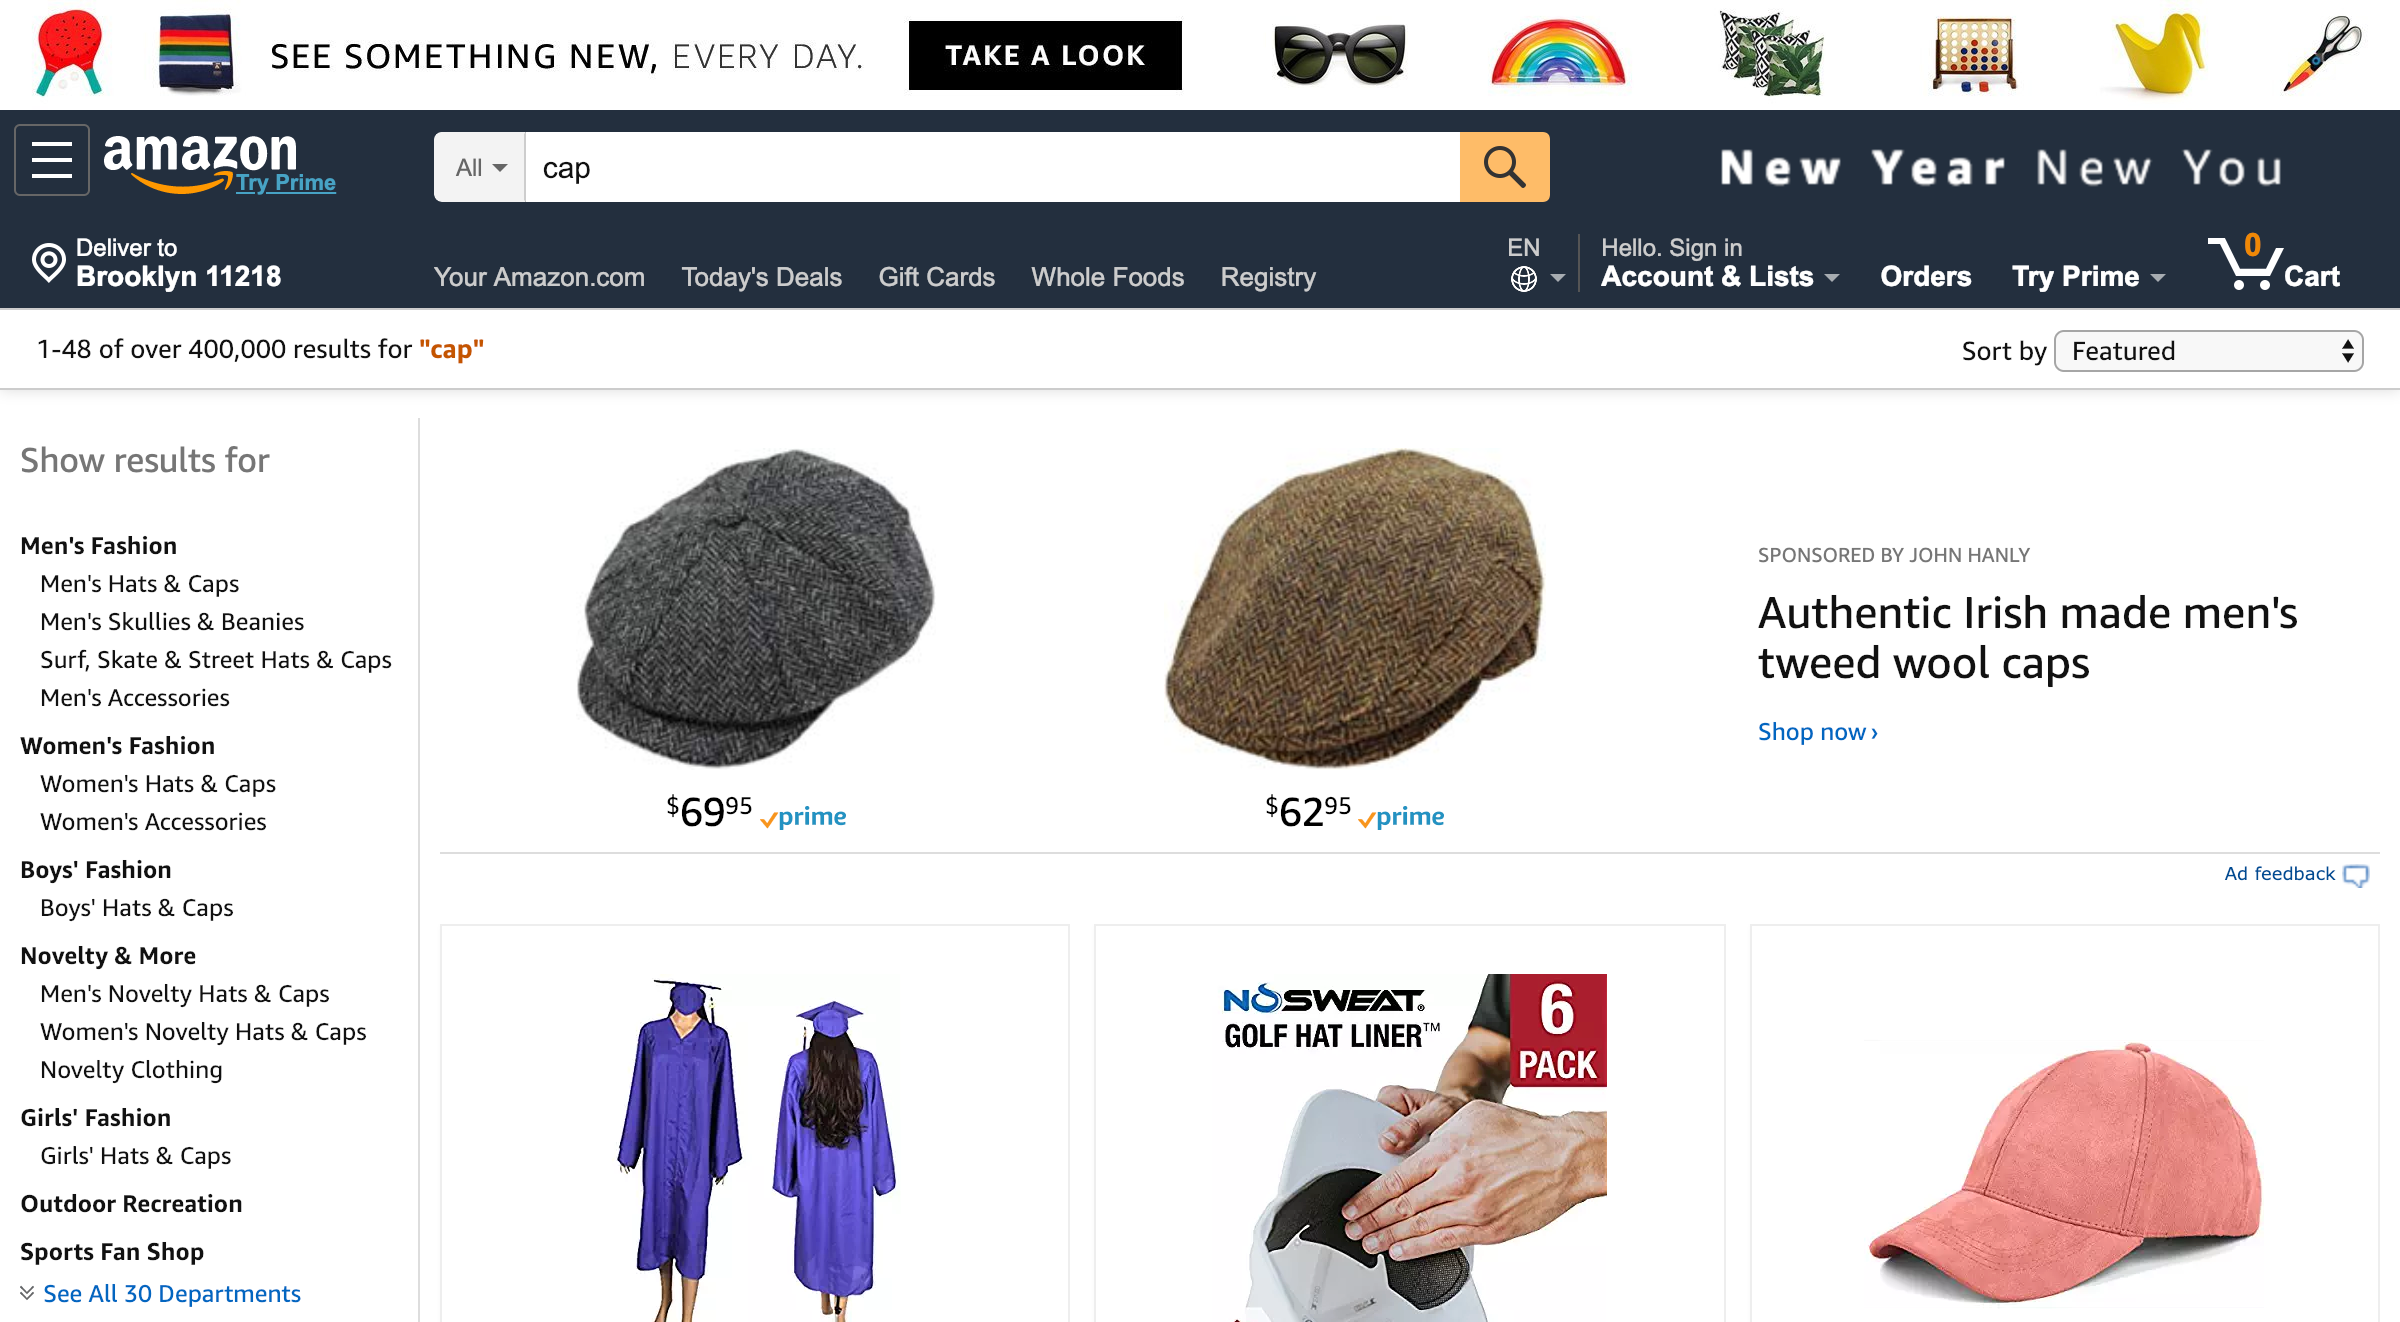 SEE SOMETHING NEW, EVERY DAY.
TAKE A LOOK
amazon
Try Prime
All
cap
New Year New You
Deliver to
Brooklyn 11218
Your Amazon.com
Today's Deals
Gift Cards
Whole Foods
Registry
EN
Hello. Sign in
Account & Lists
Orders
Try Prime
0
Cart
1-48 of over 400,000 results for "cap"
Sort by
Featured
Show results for
Men's Fashion
Men's Hats & Caps
Men's Skullies & Beanies
Surf, Skate & Street Hats & Caps
Men's Accessories
Women's Fashion
Women's Hats & Caps
Women's Accessories
Boys' Fashion
Boys' Hats & Caps
Novelty & More
Men's Novelty Hats & Caps
Women's Novelty Hats & Caps
Novelty Clothing
Girls' Fashion
Girls' Hats & Caps
Outdoor Recreation
Sports Fan Shop
See All 30 Departments
$69 95 prime
$62 95 prime
SPONSORED BY JOHN HANLY
Authentic Irish made men's
tweed wool caps
Shop now ›
Ad feedback
NOSWEAT®
GOLF HAT LINER™
6
PACK